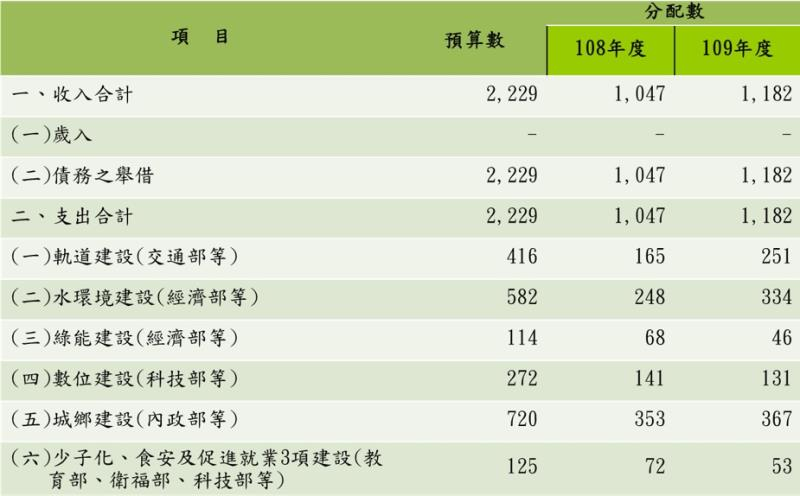 項 目 預算數 分配數
108年度 109年度
一、收入合計 2,229 1,047 1,182
(一)歲入 － － －
(二)債務之舉借 2,229 1,047 1,182
二、支出合計 2,229 1,047 1,182
(一)軌道建設(交通部等) 416 165 251
(二)水環境建設(經濟部等) 582 248 334
(三)綠能建設(經濟部等) 114 68 46
(四)數位建設(科技部等) 272 141 131
(五)城鄉建設(內政部等) 720 353 367
(六)少子化、食安及促進就業3項建設(教
育部、衛福部、科技部等) 125 72 53